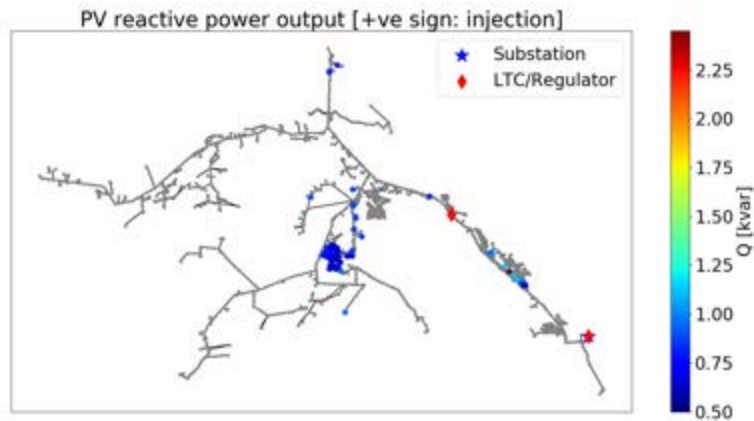 PV reactive power output [+ve sign: injection]
Substation
LTC/Regulator
2.25
2.00
1.75
1.50
1.25
1.00
0.75
0.50
Q [kvar]